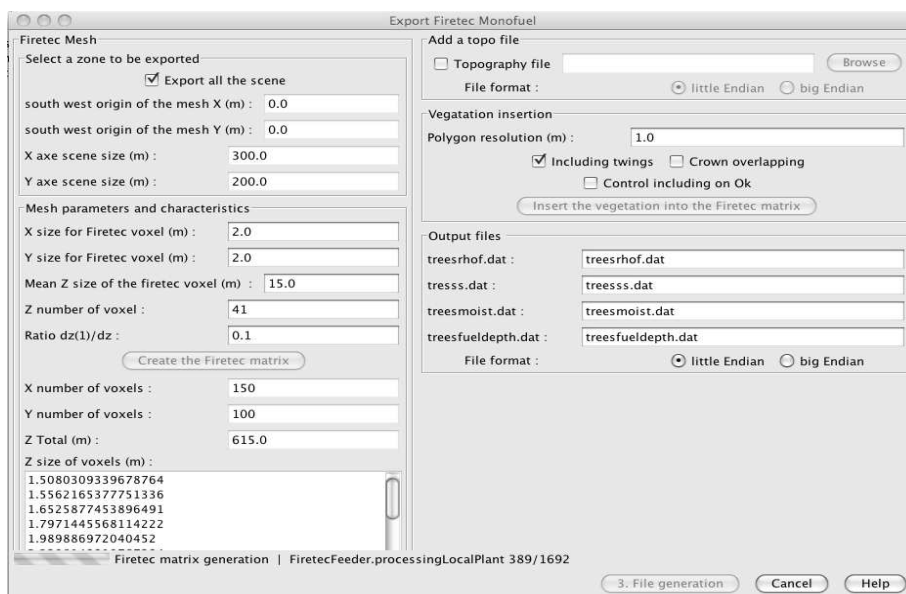 Export Firetec Monofuel
Firetec Mesh
Select a zone to be exported
Export all the scene
south west origin of the mesh X (m) : 0.0
south west origin of the mesh Y (m) : 0.0
X axe scene size (m) : 300.0
Y axe scene size (m) : 200.0
Mesh parameters and characteristics
X size for Firetec voxel (m) : 2.0
Y size for Firetec voxel (m) : 2.0
Mean Z size of the firetec voxel (m) : 15.0
Z number of voxel : 41
Ratio dz(1)/dz : 0.1
Create the Firetec matrix
X number of voxels : 150
Y number of voxels : 100
Z Total (m) : 615.0
Z size of voxels (m) :
1.5080309339678764
1.5562165377751336
1.6525877453896491
1.7971445568114222
1.989886972040452
Add a topo file
Topography file Browse
File format : little Endian big Endian
Vegatation insertion
Polygon resolution (m) : 1.0
Including twings Crown overlapping
Control including on Ok
Insert the vegetation into the Firetec matrix
Output files
treesrhof.dat : treesrhof.dat
tresss.dat : treesss.dat
treesmoist.dat : treesmoist.dat
treesfueldepth.dat : treesfueldepth.dat
File format : little Endian big Endian
Firetec matrix generation | FiretecFeeder.processingLocalPlant 389/1692
3. File generation Cancel Help